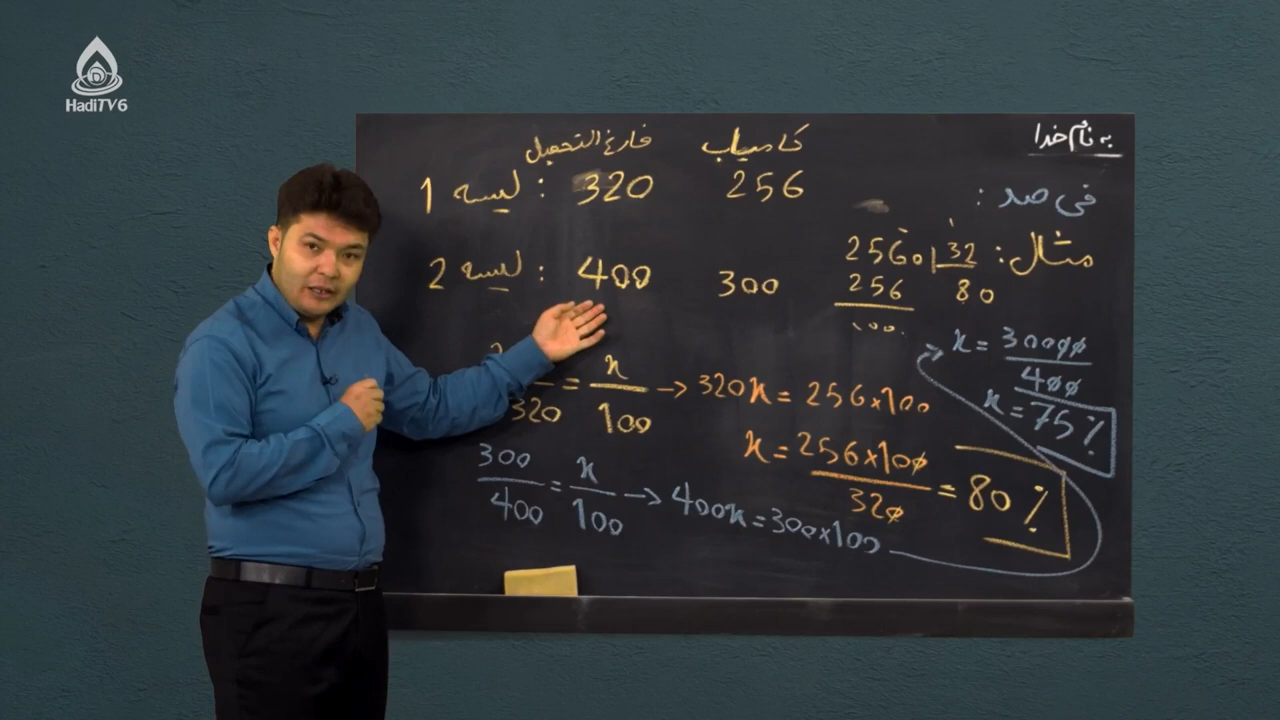 HadiTV6
به نام خدا
فی صد :
کامیاب
فارغ التحصیل
لیسه 1 : 320 256
لیسه 2 : 400 300
مثال:
2560 32
256 80
000
320 = x/100 → 320x = 256×100
x = 256×100/320 = 80%
300/400 = x/100 → 400x = 300×100
x = 30000/400
x = 75%